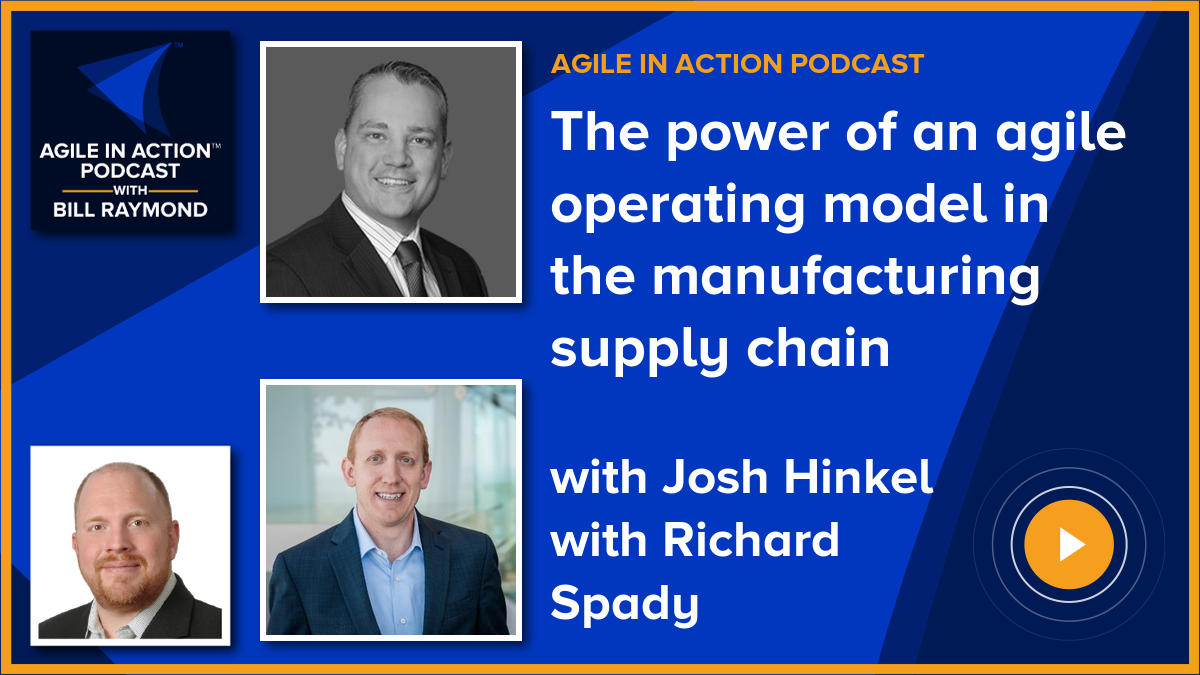 AGILE IN ACTION™
PODCAST
WITH
BILL RAYMOND
AGILE IN ACTION PODCAST
The power of an agile
operating model in
the manufacturing
supply chain
with Josh Hinkel
with Richard
Spady